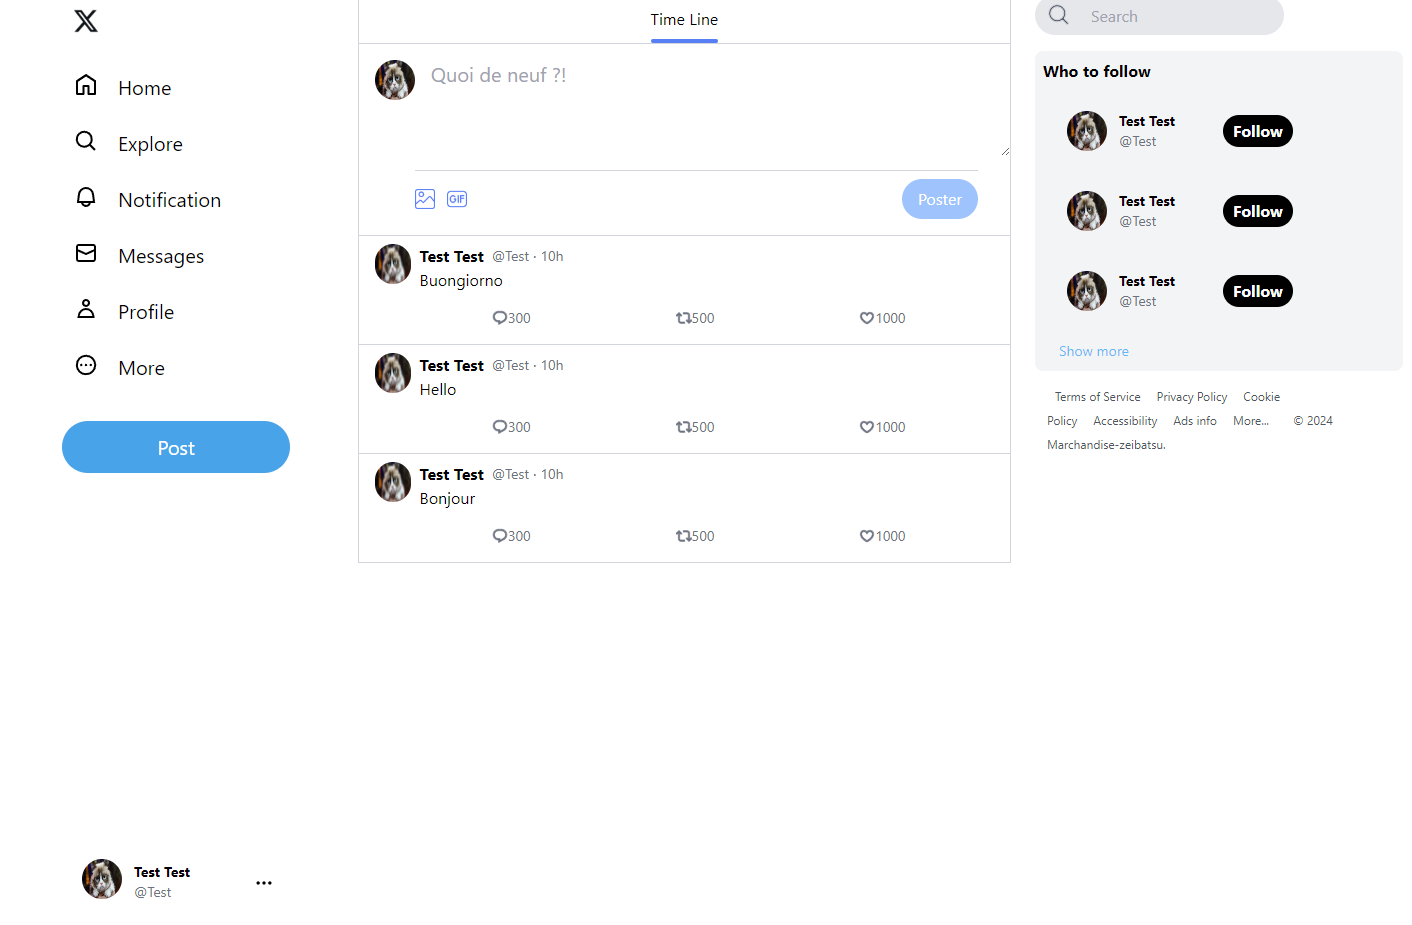 Home
Explore
Notification
Messages
Profile
More
Post
Test Test
@Test
Time Line
Quoi de neuf ?!
GIF
Poster
Test Test @Test · 10h
Buongiorno
300 500 1000
Test Test @Test · 10h
Hello
300 500 1000
Test Test @Test · 10h
Bonjour
300 500 1000
Search
Who to follow
Test Test
@Test
Follow
Test Test
@Test
Follow
Test Test
@Test
Follow
Show more
Terms of Service Privacy Policy Cookie
Policy Accessibility Ads info More... © 2024
Marchandise-zeibatsu.